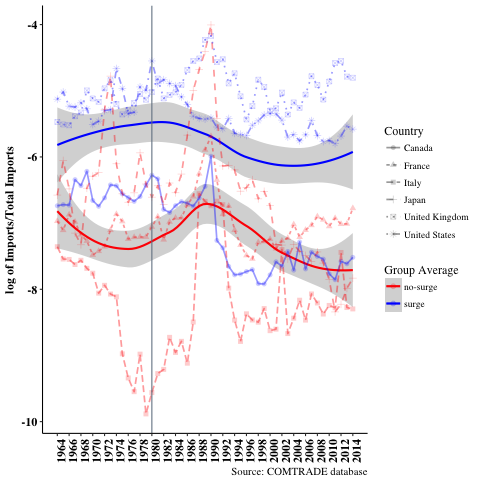 log of Imports/Total Imports
-4
-6
-8
-10
1964 1966 1968 1970 1972 1974 1976 1978 1980 1982 1984 1986 1988 1990 1992 1994 1996 1998 2000 2002 2004 2006 2008 2010 2012 2014
Source: COMTRADE database
Country
Canada
France
Italy
Japan
United Kingdom
United States
Group Average
no-surge
surge